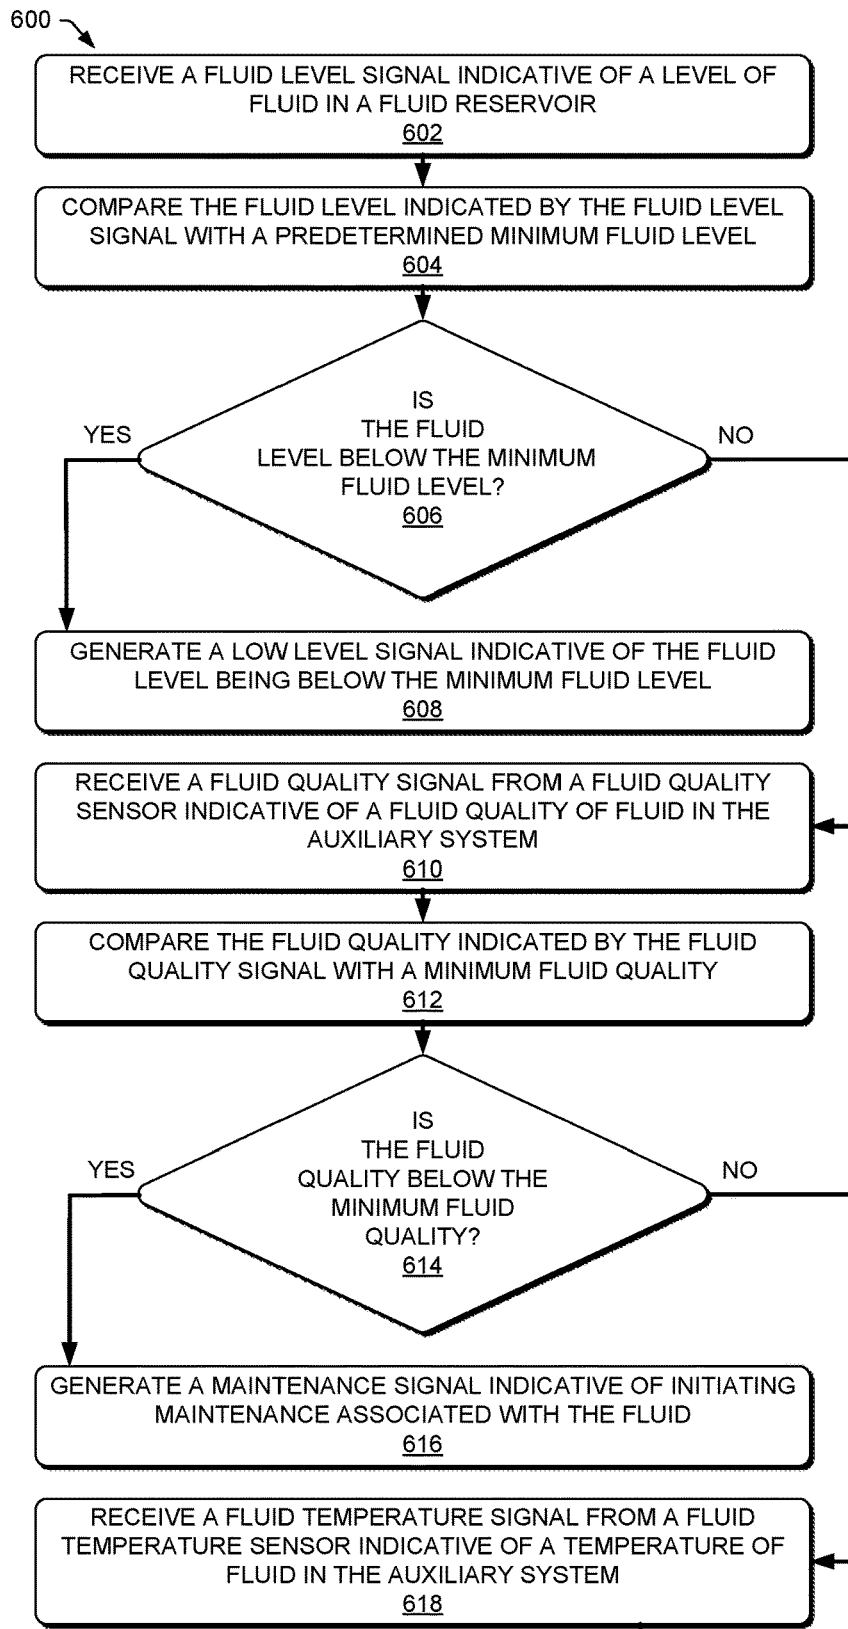 600
RECEIVE A FLUID LEVEL SIGNAL INDICATIVE OF A LEVEL OF
FLUID IN A FLUID RESERVOIR
602
COMPARE THE FLUID LEVEL INDICATED BY THE FLUID LEVEL
SIGNAL WITH A PREDETERMINED MINIMUM FLUID LEVEL
604
IS
THE FLUID
LEVEL BELOW THE MINIMUM
FLUID LEVEL?
606
YES
NO
GENERATE A LOW LEVEL SIGNAL INDICATIVE OF THE FLUID
LEVEL BEING BELOW THE MINIMUM FLUID LEVEL
608
RECEIVE A FLUID QUALITY SIGNAL FROM A FLUID QUALITY
SENSOR INDICATIVE OF A FLUID QUALITY OF FLUID IN THE
AUXILIARY SYSTEM
610
COMPARE THE FLUID QUALITY INDICATED BY THE FLUID
QUALITY SIGNAL WITH A MINIMUM FLUID QUALITY
612
IS
THE FLUID
QUALITY BELOW THE
MINIMUM FLUID
QUALITY?
614
YES
NO
GENERATE A MAINTENANCE SIGNAL INDICATIVE OF INITIATING
MAINTENANCE ASSOCIATED WITH THE FLUID
616
RECEIVE A FLUID TEMPERATURE SIGNAL FROM A FLUID
TEMPERATURE SENSOR INDICATIVE OF A TEMPERATURE OF
FLUID IN THE AUXILIARY SYSTEM
618